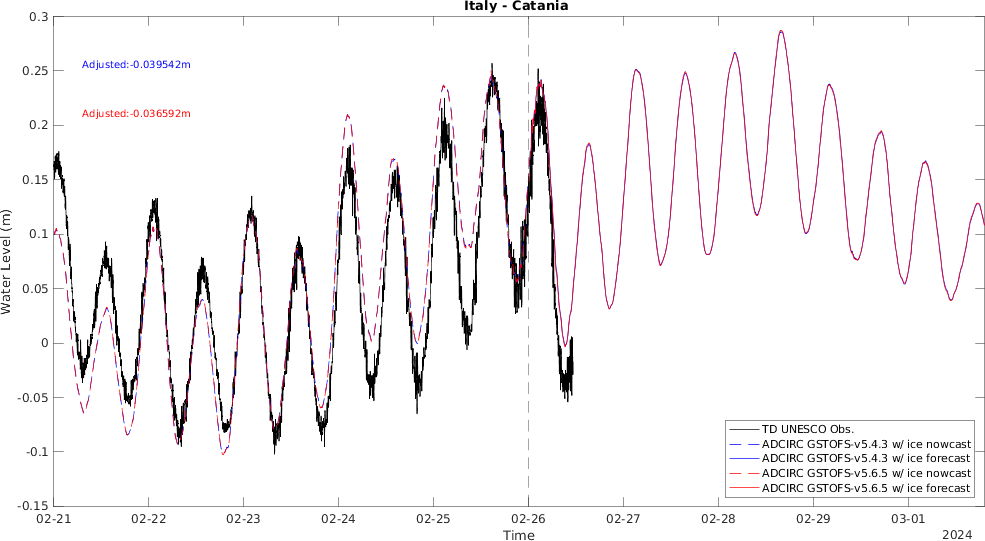 Italy - Catania
0.3
0.25
0.2
0.15
0.1
0.05
0
-0.05
-0.1
-0.15
Water Level (m)
Adjusted:-0.039542m
Adjusted:-0.036592m
TD UNESCO Obs.
ADCIRC GSTOFS-v5.4.3 w/ ice nowcast
ADCIRC GSTOFS-v5.4.3 w/ ice forecast
ADCIRC GSTOFS-v5.6.5 w/ ice nowcast
ADCIRC GSTOFS-v5.6.5 w/ ice forecast
02-21 02-22 02-23 02-24 02-25 02-26 02-27 02-28 02-29 03-01
Time
2024